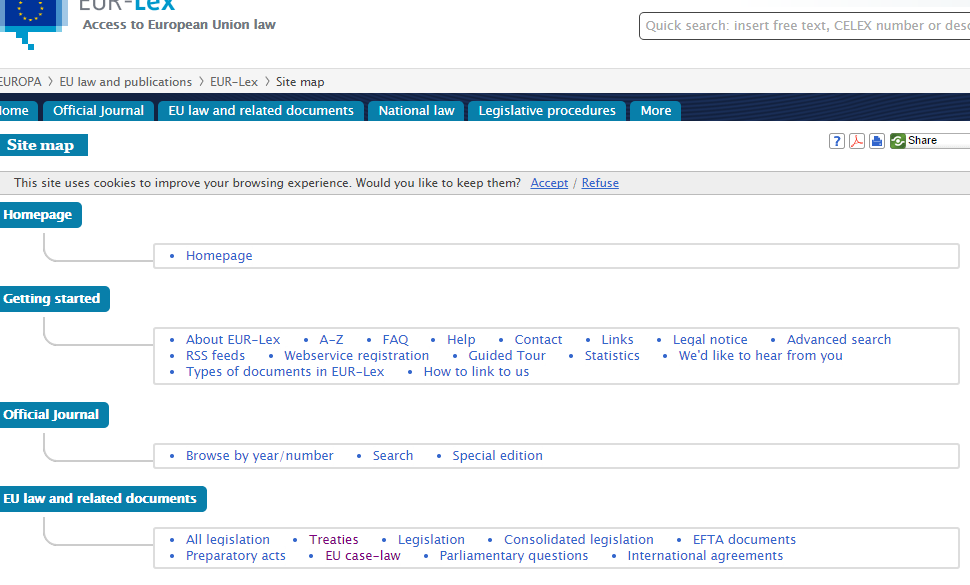 EUR-Lex
Access to European Union law
Quick search: insert free text, CELEX number or desc
EUROPA > EU law and publications > EUR-Lex > Site map
Home Official Journal EU law and related documents National law Legislative procedures More
Site map
? Share
This site uses cookies to improve your browsing experience. Would you like to keep them? Accept / Refuse
Homepage
• Homepage
Getting started
• About EUR-Lex • A-Z • FAQ • Help • Contact • Links • Legal notice • Advanced search
• RSS feeds • Webservice registration • Guided Tour • Statistics • We'd like to hear from you
• Types of documents in EUR-Lex • How to link to us
Official Journal
• Browse by year/number • Search • Special edition
EU law and related documents
• All legislation • Treaties • Legislation • Consolidated legislation • EFTA documents
• Preparatory acts • EU case-law • Parliamentary questions • International agreements